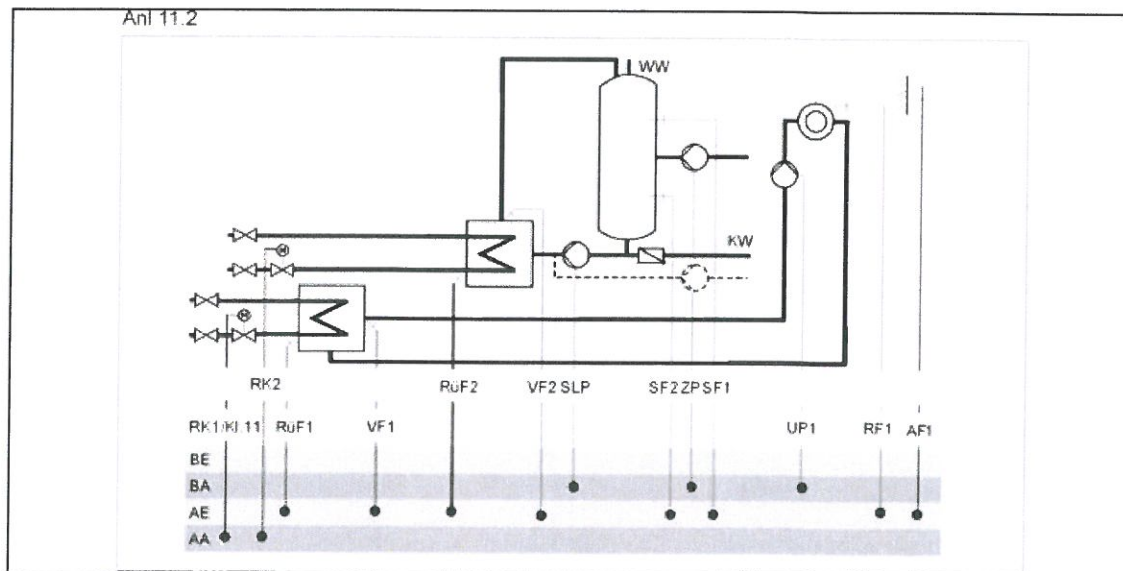 Anl 11.2
WW
KW
RK2 RüF2 VF2 SLP SF2 ZP SF1
RK1/Kl.11 RüF1 VF1 UP1 RF1 AF1
BE
BA
AE
AA